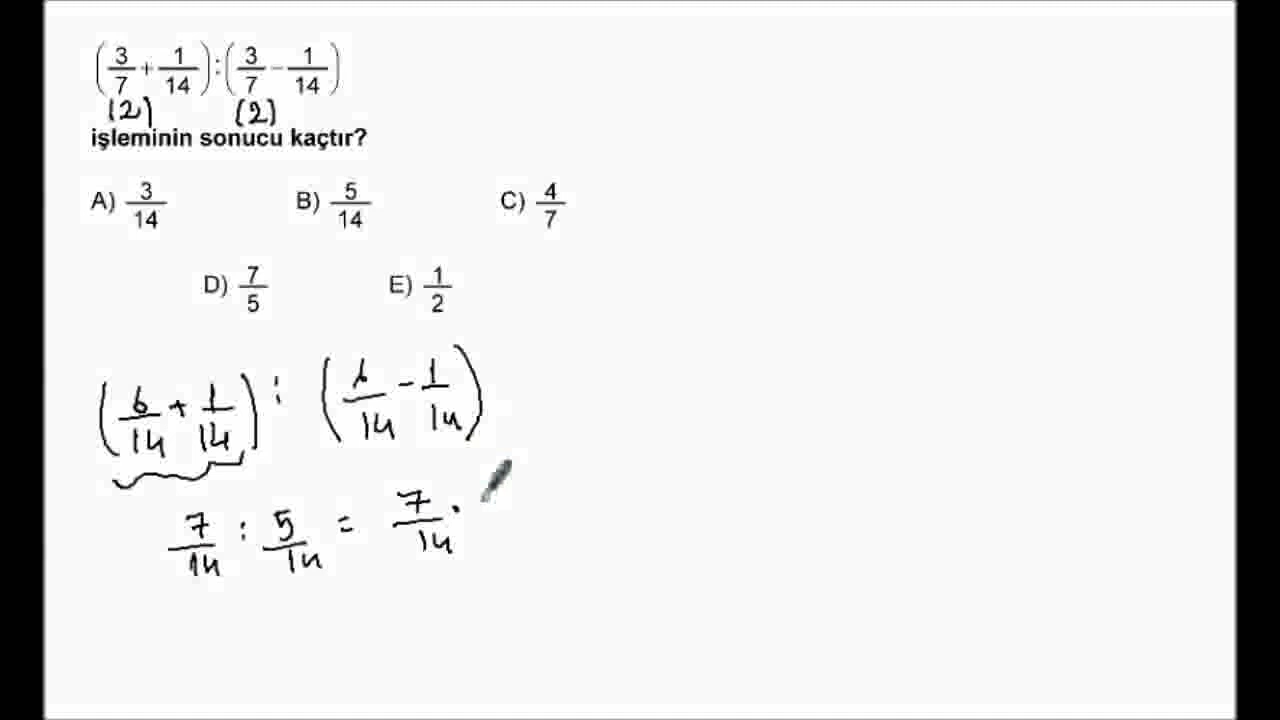 (3/7 + 1/14) : (3/7 - 1/14)
(2) (2)
işleminin sonucu kaçtır?
A) 3/14 B) 5/14 C) 4/7
D) 7/5 E) 1/2
(6/14 + 1/14) : (6/14 - 1/14)
7/14 : 5/14 = 7/14 .